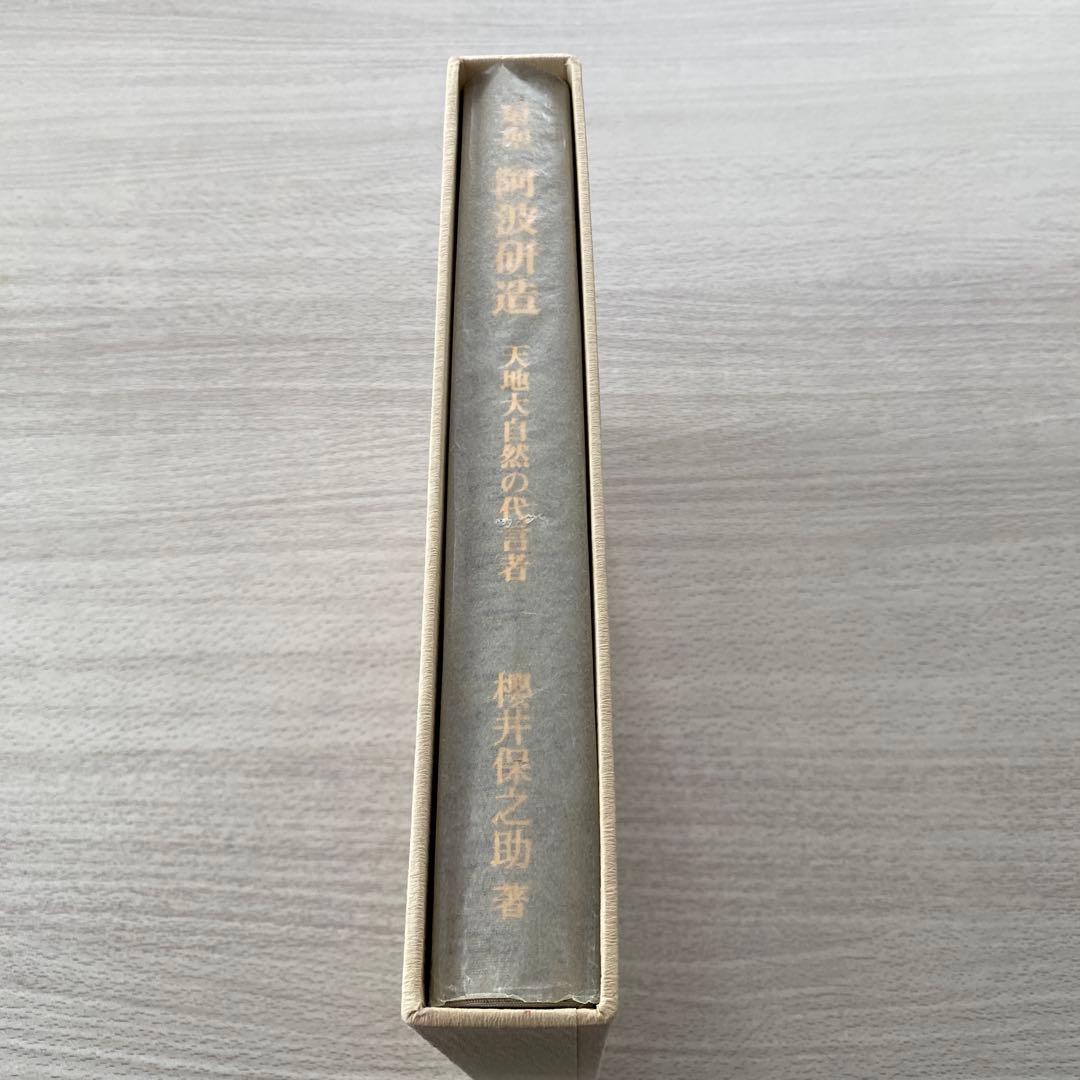 阿波研造
天地大自然の代言者
櫻井保之助 著